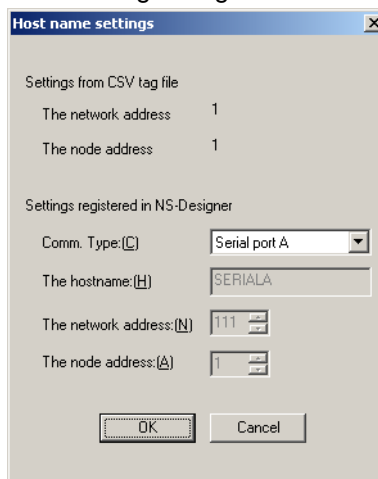 Host name settings
Settings from CSV tag file
The network address 1
The node address 1
Settings registered in NS-Designer
Comm. Type:(C) Serial port A
The hostname:(H) SERIALA
The network address:(N) 111
The node address:(A) 1
OK Cancel